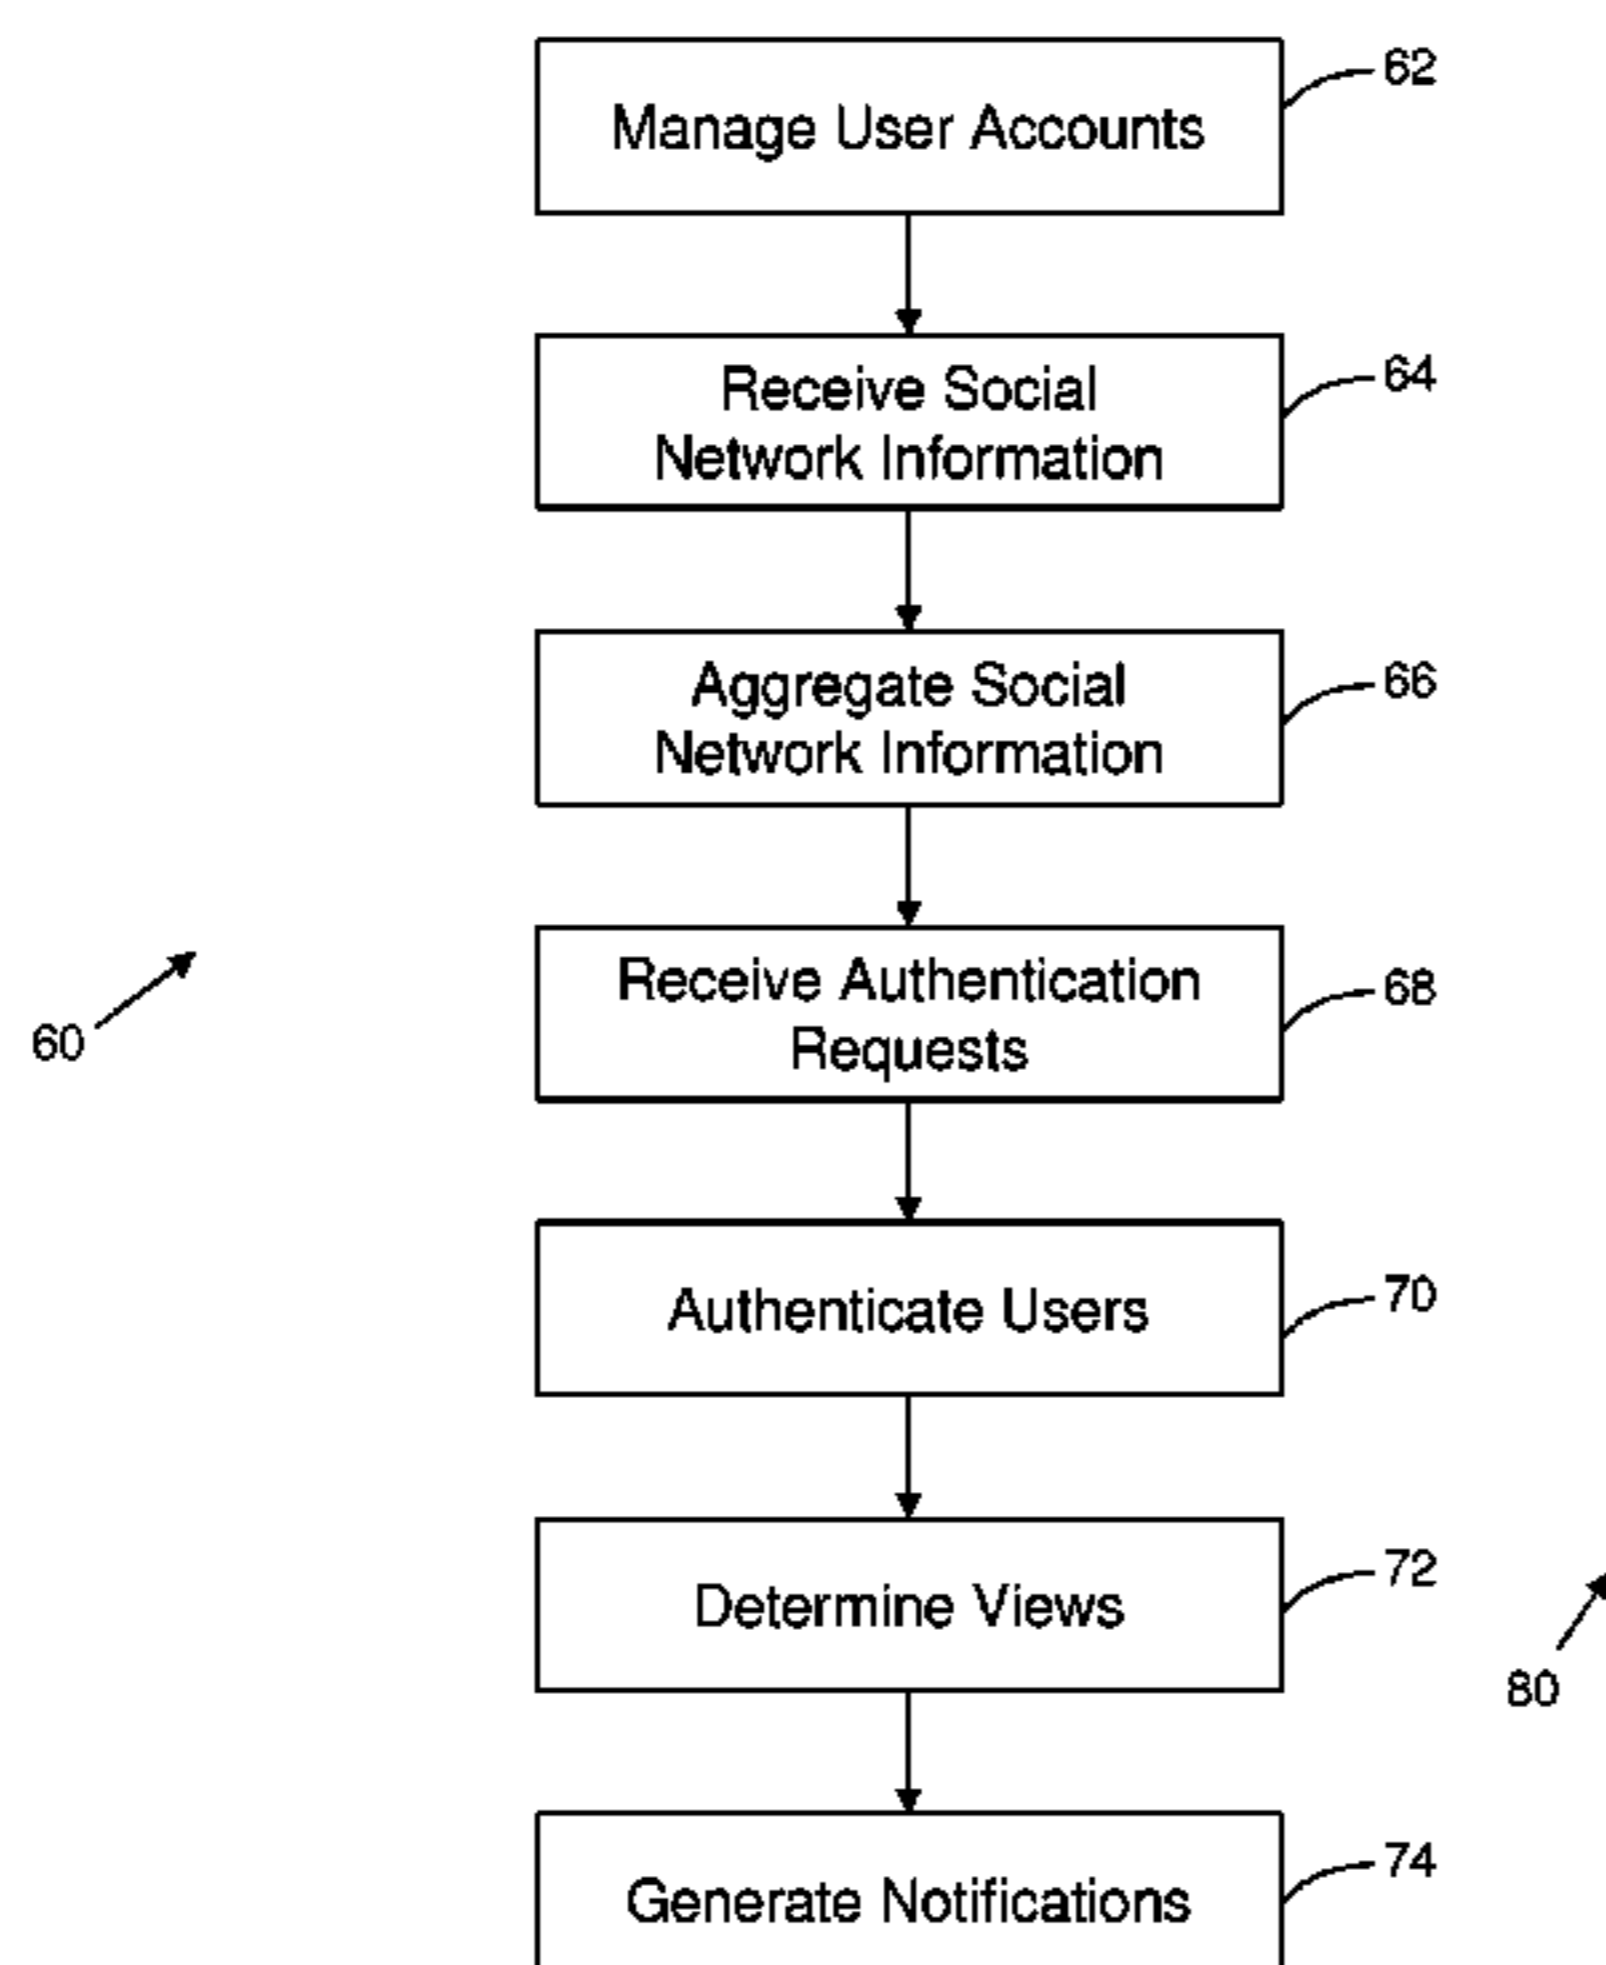 Manage User Accounts
62
Receive Social
Network Information
64
Aggregate Social
Network Information
66
Receive Authentication
Requests
68
60
Authenticate Users
70
Determine Views
72
80
Generate Notifications
74